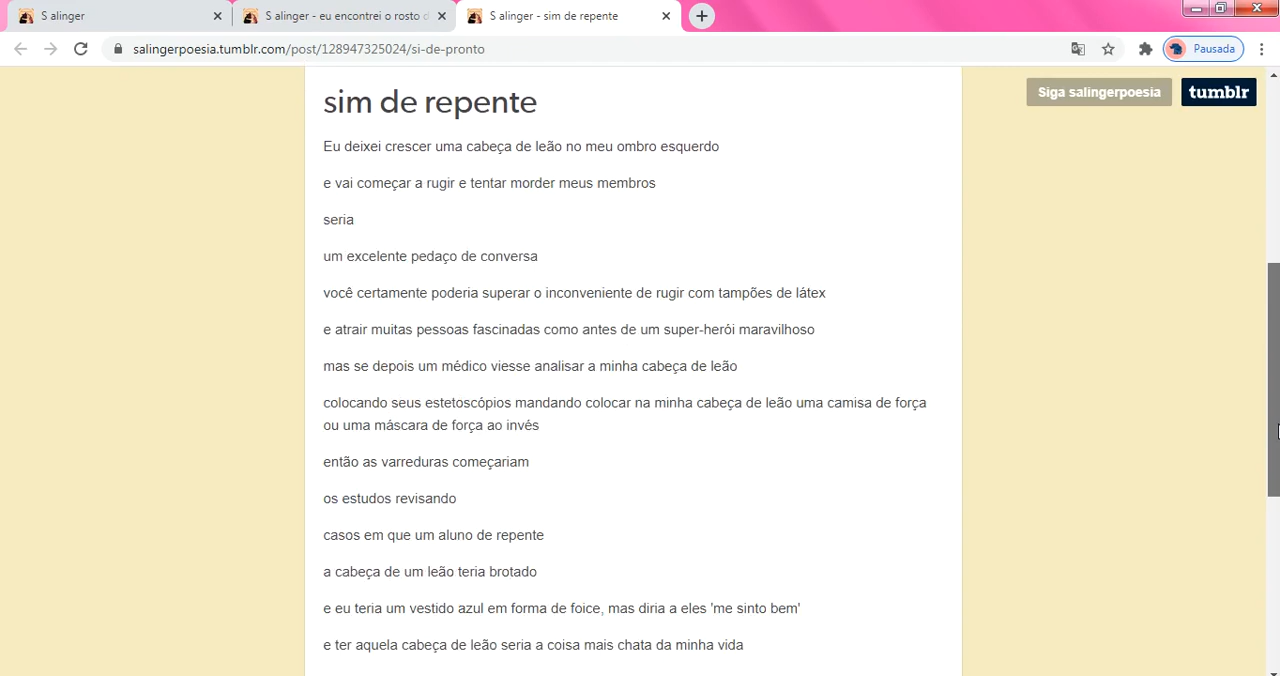 S alinger
S alinger - eu encontrei o rosto d
S alinger - sim de repente
salingerpoesia.tumblr.com/post/128947325024/si-de-pronto
Pausada
Siga salingerpoesia
tumblr
sim de repente
Eu deixei crescer uma cabeça de leão no meu ombro esquerdo
e vai começar a rugir e tentar morder meus membros
seria
um excelente pedaço de conversa
você certamente poderia superar o inconveniente de rugir com tampões de látex
e atrair muitas pessoas fascinadas como antes de um super-herói maravilhoso
mas se depois um médico viesse analisar a minha cabeça de leão
colocando seus estetoscópios mandando colocar na minha cabeça de leão uma camisa de força
ou uma máscara de força ao invés
então as varreduras começariam
os estudos revisando
casos em que um aluno de repente
a cabeça de um leão teria brotado
e eu teria um vestido azul em forma de foice, mas diria a eles 'me sinto bem'
e ter aquela cabeça de leão seria a coisa mais chata da minha vida